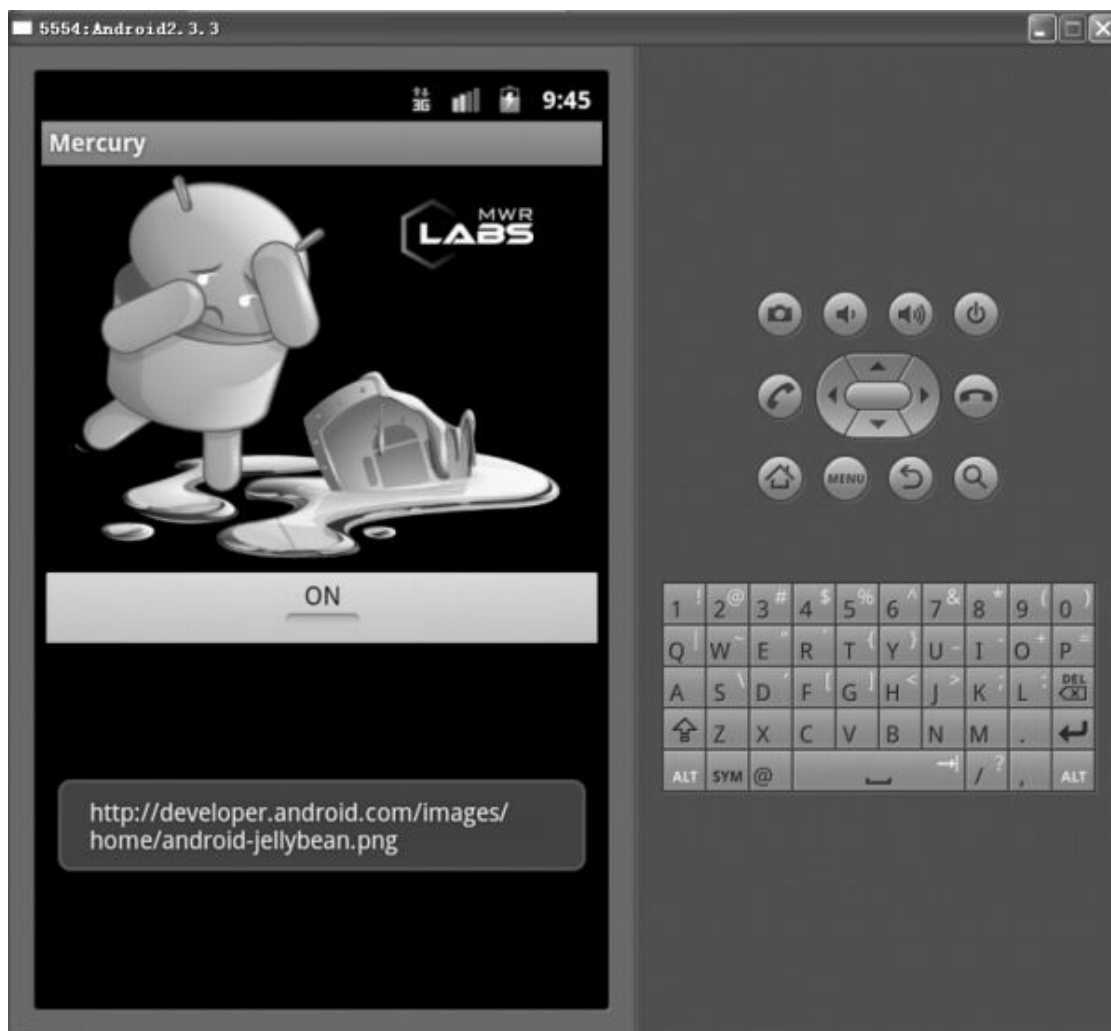 5554:Android2.3.3
3G 9:45
Mercury
MWR
LABS
ON
http://developer.android.com/images/
home/android-jellybean.png
MENU
1 ! 2 @ 3 # 4 $ 5 % 6 ^ 7 & 8 * 9 ( 0 )
Q | W ~ E " R ` T { Y } U _ I - O + P =
A S \ D ' F [ G ] H < J > K ; L : DEL
Z X C V B N M .
ALT SYM @ / ? , ALT